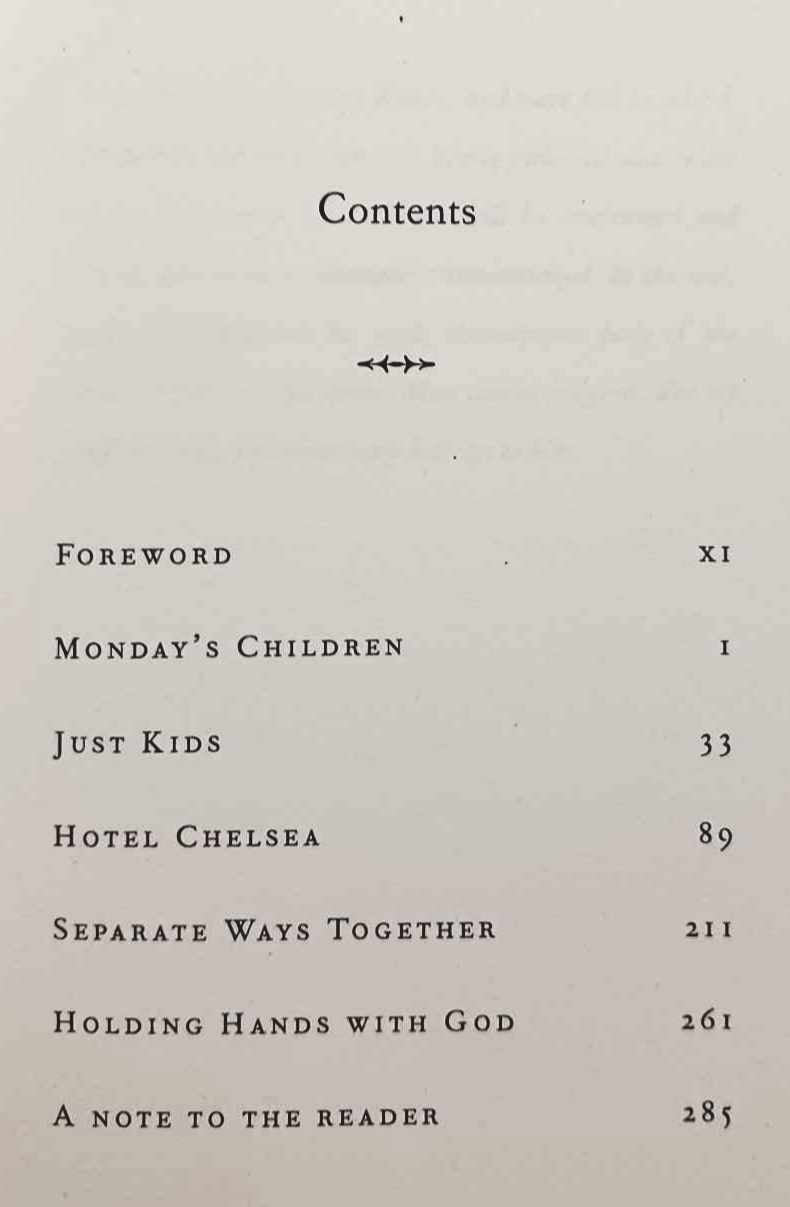 Contents
FOREWORD XI
MONDAY'S CHILDREN 1
JUST KIDS 33
HOTEL CHELSEA 89
SEPARATE WAYS TOGETHER 211
HOLDING HANDS WITH GOD 261
A NOTE TO THE READER 285